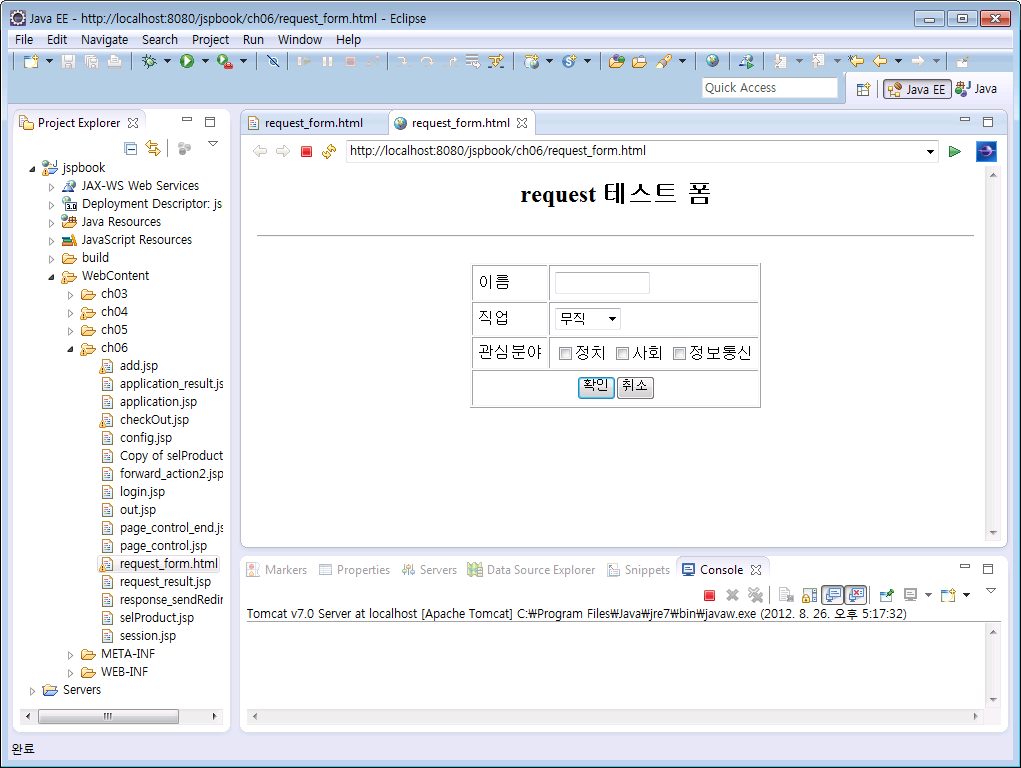 Java EE - http://localhost:8080/jspbook/ch06/request_form.html - Eclipse
File Edit Navigate Search Project Run Window Help
Quick Access
Java EE
Java
Project Explorer
jspbook
JAX-WS Web Services
3.0 Deployment Descriptor: js
Java Resources
JavaScript Resources
build
WebContent
ch03
ch04
ch05
ch06
add.jsp
application_result.js
application.jsp
checkOut.jsp
config.jsp
Copy of selProduct
forward_action2.jsp
login.jsp
out.jsp
page_control_end.js
page_control.jsp
request_form.html
request_result.jsp
response_sendRedir
selProduct.jsp
session.jsp
META-INF
WEB-INF
Servers
request_form.html
request_form.html
http://localhost:8080/jspbook/ch06/request_form.html
request 테스트 폼
이름
직업 무직
관심분야 정치 사회 정보통신
확인 취소
Markers Properties Servers Data Source Explorer Snippets Console
Tomcat v7.0 Server at localhost [Apache Tomcat] C:₩Program Files₩Java₩jre7₩bin₩javaw.exe (2012. 8. 26. 오후 5:17:32)
완료